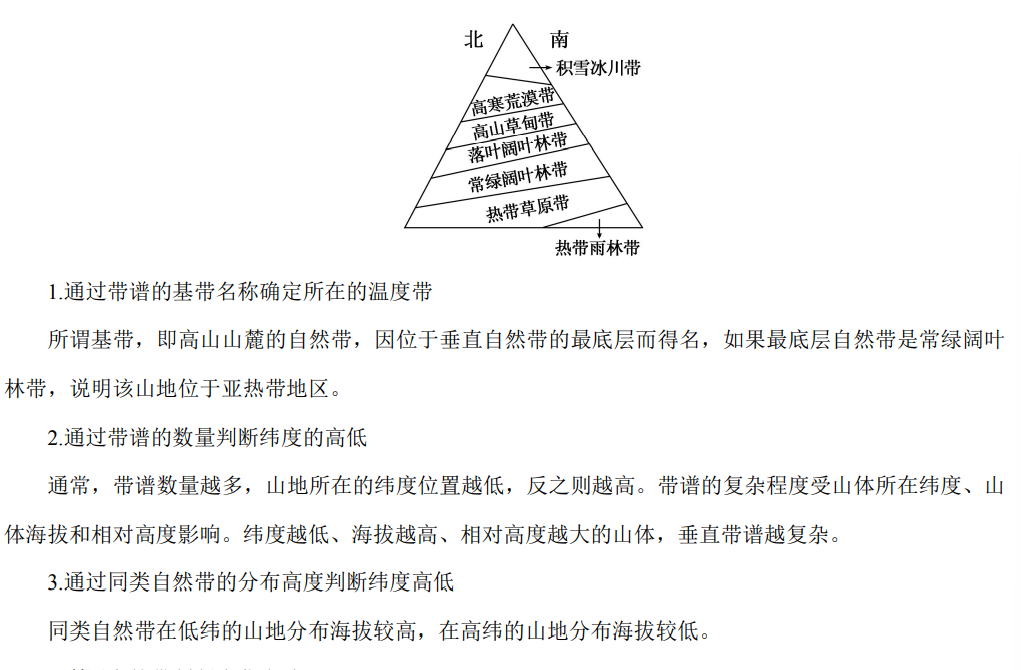 北 南
积雪冰川带
高寒荒漠带
高山草甸带
落叶阔叶林带
常绿阔叶林带
热带草原带
热带雨林带
1.通过带谱的基带名称确定所在的温度带
所谓基带，即高山山麓的自然带，因位于垂直自然带的最底层而得名，如果最底层自然带是常绿阔叶
林带，说明该山地位于亚热带地区。
2.通过带谱的数量判断纬度的高低
通常，带谱数量越多，山地所在的纬度位置越低，反之则越高。带谱的复杂程度受山体所在纬度、山
体海拔和相对高度影响。纬度越低、海拔越高、相对高度越大的山体，垂直带谱越复杂。
3.通过同类自然带的分布高度判断纬度高低
同类自然带在低纬的山地分布海拔较高，在高纬的山地分布海拔较低。